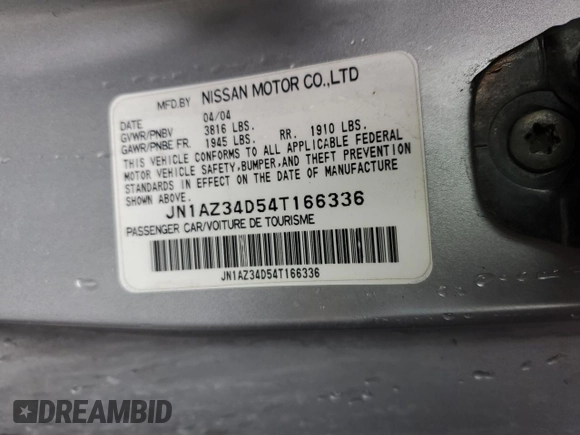 MFD.BY NISSAN MOTOR CO.,LTD
DATE 04/04
GVWR/PNBV 3816 LBS.
GAWR/PNBE FR. 1945 LBS. RR. 1910 LBS.
THIS VEHICLE CONFORMS TO ALL APPLICABLE FEDERAL
MOTOR VEHICLE SAFETY, BUMPER, AND THEFT PREVENTION
STANDARDS IN EFFECT ON THE DATE OF MANUFACTURE
SHOWN ABOVE.
JN1AZ34D54T166336
PASSENGER CAR/VOITURE DE TOURISME
JN1AZ34D54T166336
DREAMBID